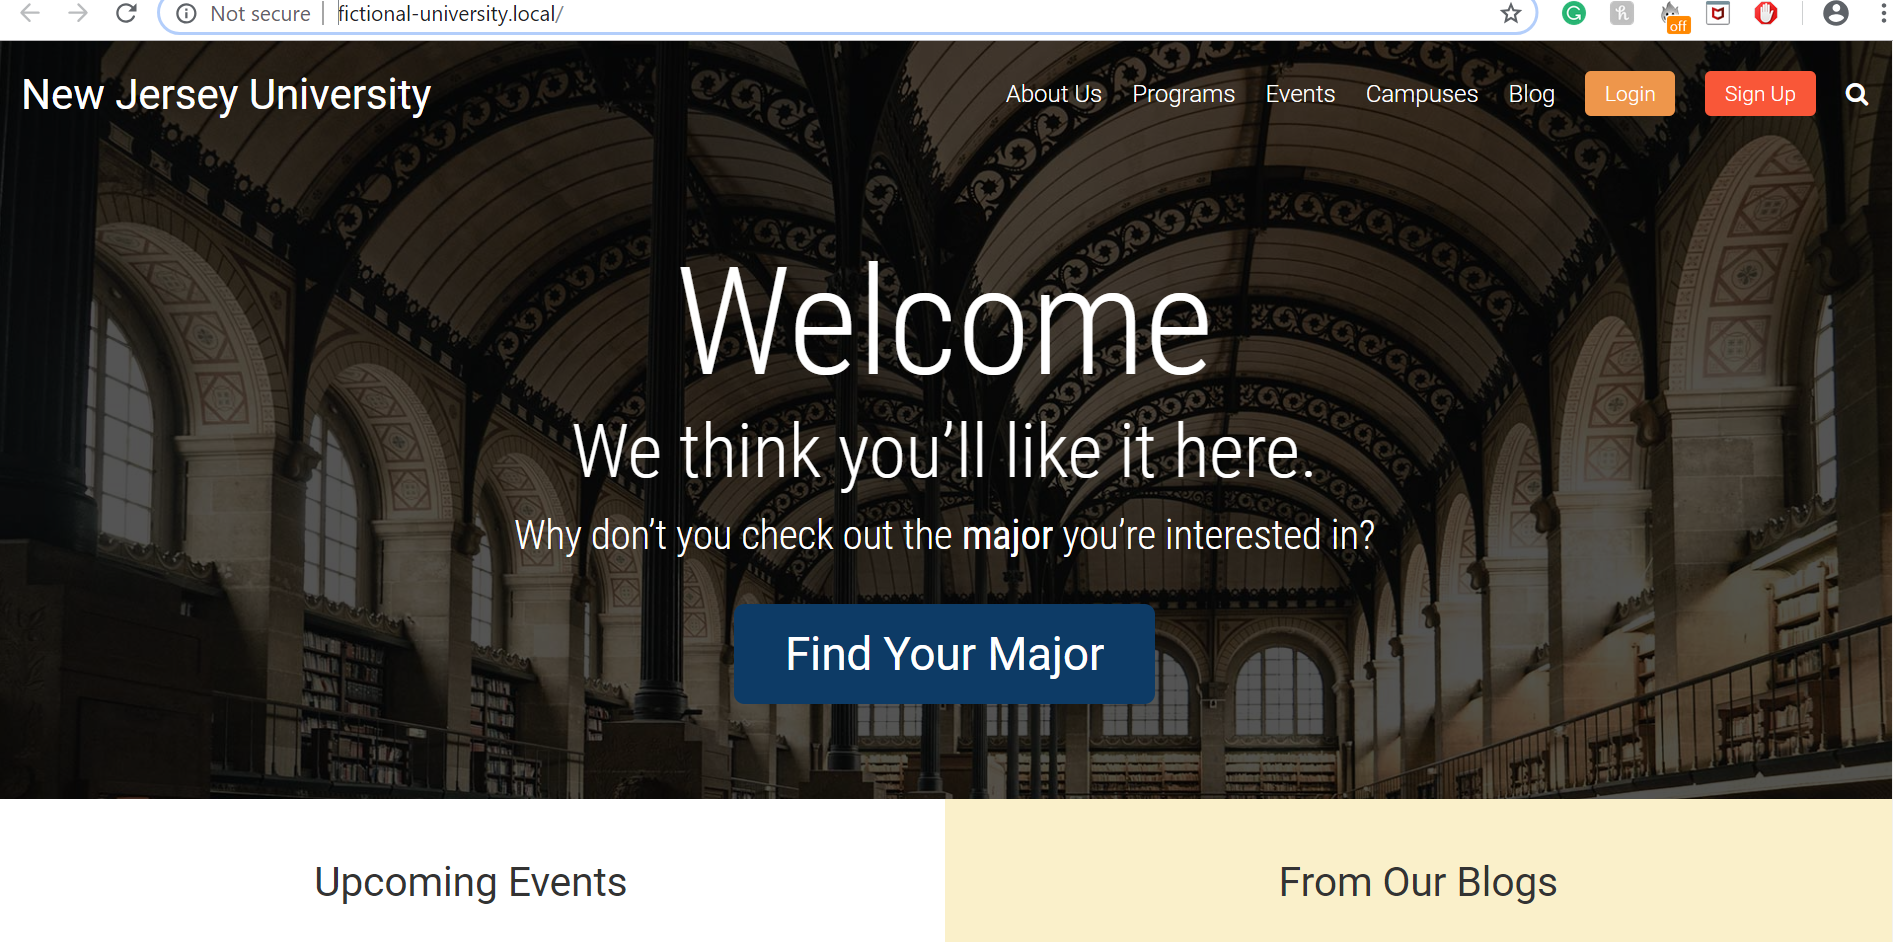 Not secure | fictional-university.local/
off
New Jersey University
About Us Programs Events Campuses Blog Login Sign Up
Welcome
We think you’ll like it here.
Why don’t you check out the major you’re interested in?
Find Your Major
Upcoming Events
From Our Blogs